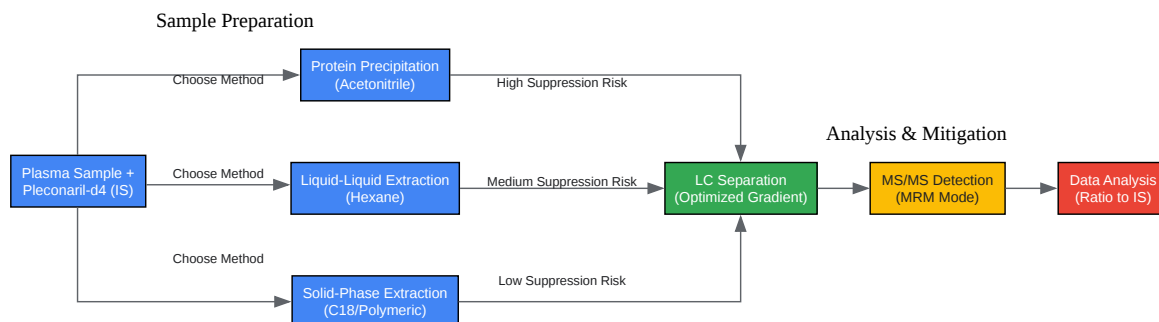 Sample Preparation
Choose Method
Protein Precipitation
(Acetonitrile)
High Suppression Risk
Analysis & Mitigation
Plasma Sample +
Pleconaril-d4 (IS)
Choose Method
Liquid-Liquid Extraction
(Hexane)
Medium Suppression Risk
LC Separation
(Optimized Gradient)
MS/MS Detection
(MRM Mode)
Data Analysis
(Ratio to IS)
Choose Method
Solid-Phase Extraction
(C18/Polymeric)
Low Suppression Risk